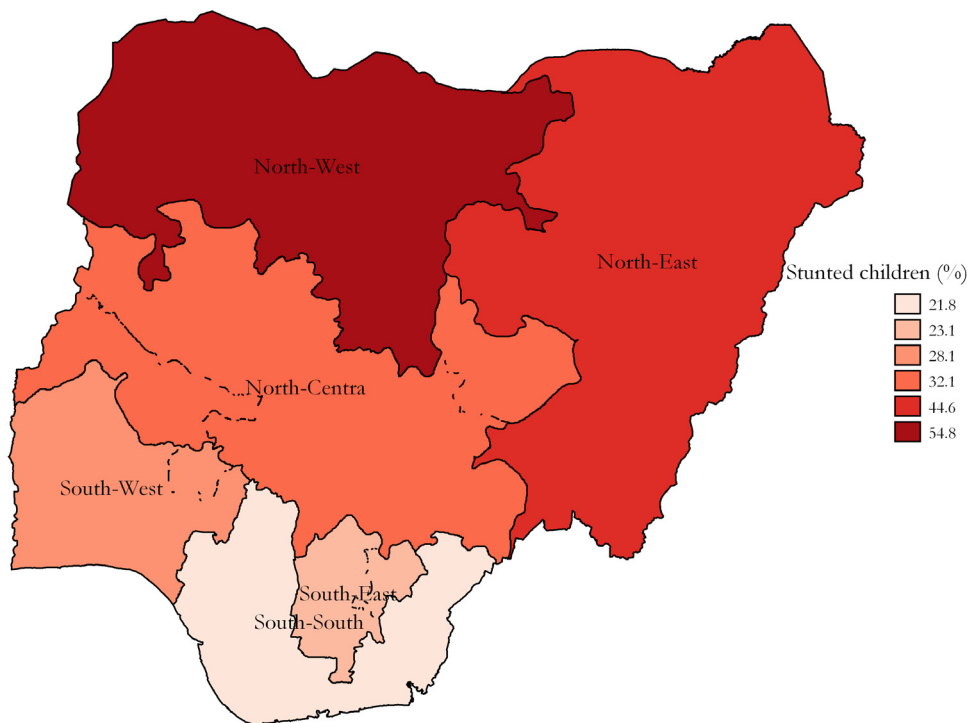 North-West
North-East
Stunted children (%)
21.8
23.1
28.1
32.1
44.6
54.8
North-Centra
South-West
South-East
South-South